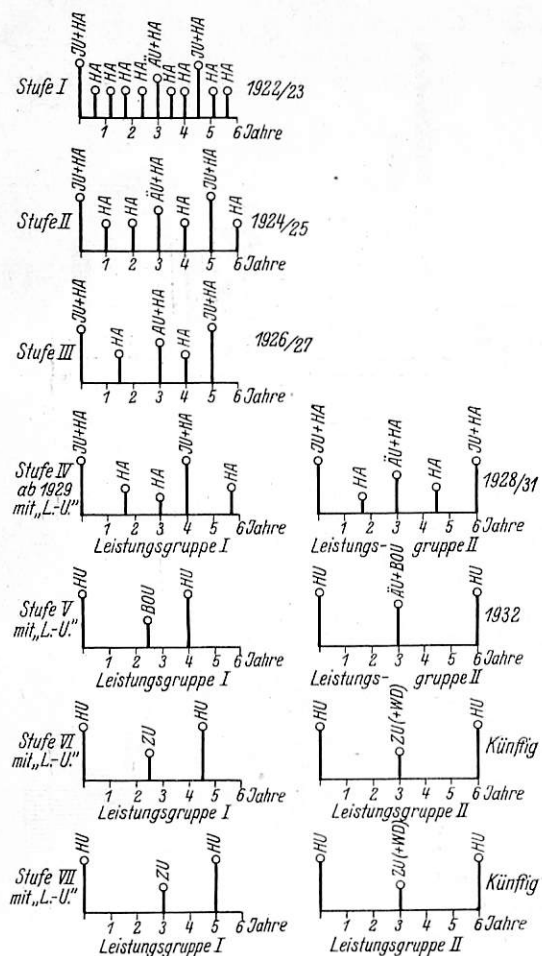 JU+HA HA HA HA HA ÄU+HA HA HA JU+HA HA HA
Stufe I 1922/23
1 2 3 4 5 6 Jahre
JU+HA HA HA ÄU+HA HA JU+HA HA
Stufe II 1924/25
1 2 3 4 5 6 Jahre
JU+HA HA ÄU+HA HA JU+HA
Stufe III 1926/27
1 2 3 4 5 6 Jahre
JU+HA HA HA JU+HA HA JU+HA HA ÄU+HA HA JU+HA
Stufe IV
ab 1929
mit „L.-U.” 1928/31
1 2 3 4 5 6 Jahre 1 2 3 4 5 6 Jahre
Leistungsgruppe I Leistungs- gruppe II
HU BOU HU HU ÄU+BOU HU
Stufe V
mit „L.-U.” 1932
1 2 3 4 5 6 Jahre 1 2 3 4 5 6 Jahre
Leistungsgruppe I Leistungs- gruppe II
HU ZU HU HU ZU(+WD) HU
Stufe VI
mit „L.-U.” Künftig
1 2 3 4 5 6 Jahre 1 2 3 4 5 6 Jahre
Leistungsgruppe I Leistungsgruppe II
HU ZU HU HU ZU(+WD) HU
Stufe VII
mit „L.-U.” Künftig
1 2 3 4 5 6 Jahre 1 2 3 4 5 6 Jahre
Leistungsgruppe I Leistungsgruppe II